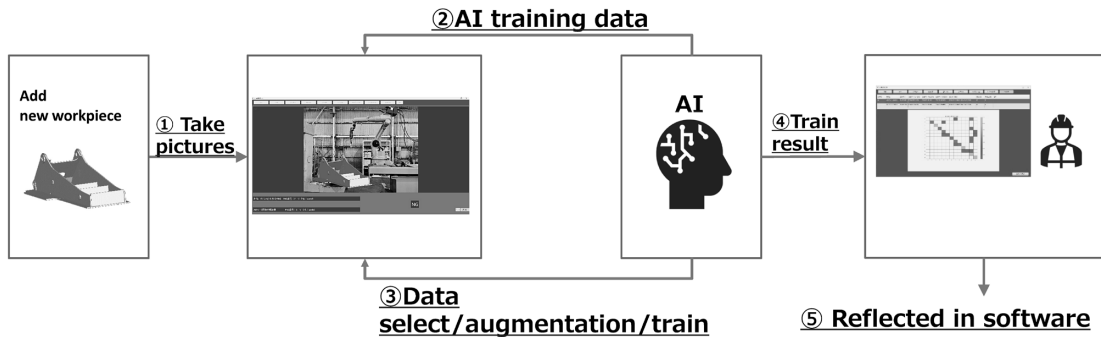 ②AI training data
Add
new workpiece
① Take
pictures
AI
④Train
result
NG
③Data
select/augmentation/train
⑤ Reflected in software